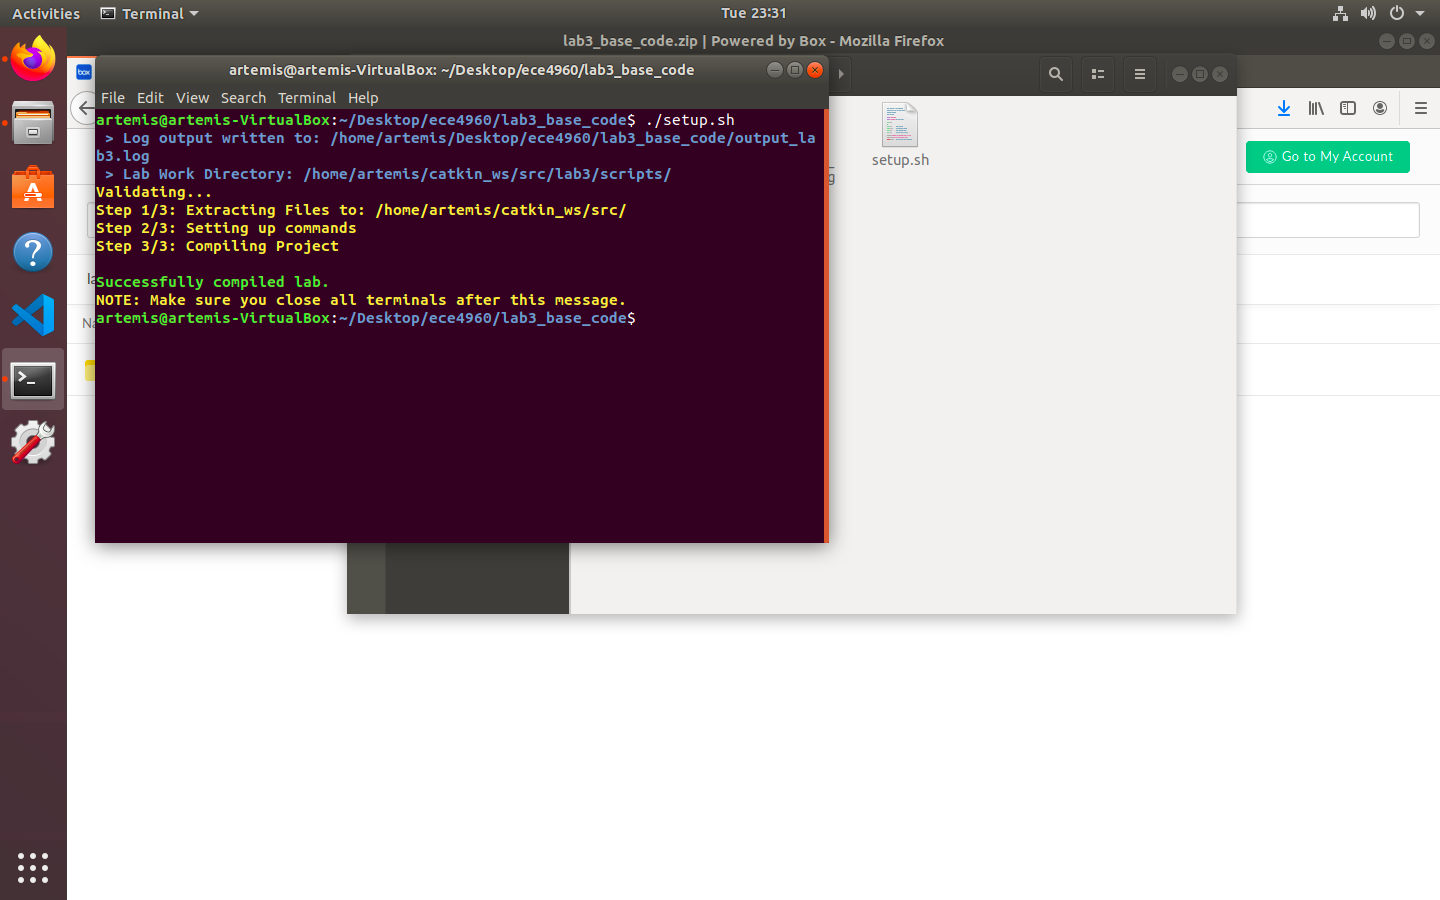 Activities
Terminal
Tue 23:31
lab3_base_code.zip | Powered by Box - Mozilla Firefox
box
artemis@artemis-VirtualBox: ~/Desktop/ece4960/lab3_base_code
File Edit View Search Terminal Help
artemis@artemis-VirtualBox:~/Desktop/ece4960/lab3_base_code$ ./setup.sh
> Log output written to: /home/artemis/Desktop/ece4960/lab3_base_code/output_la
b3.log
> Lab Work Directory: /home/artemis/catkin_ws/src/lab3/scripts/
Validating...
Step 1/3: Extracting Files to: /home/artemis/catkin_ws/src/
Step 2/3: Setting up commands
Step 3/3: Compiling Project
Successfully compiled lab.
NOTE: Make sure you close all terminals after this message.
artemis@artemis-VirtualBox:~/Desktop/ece4960/lab3_base_code$
setup.sh
Go to My Account